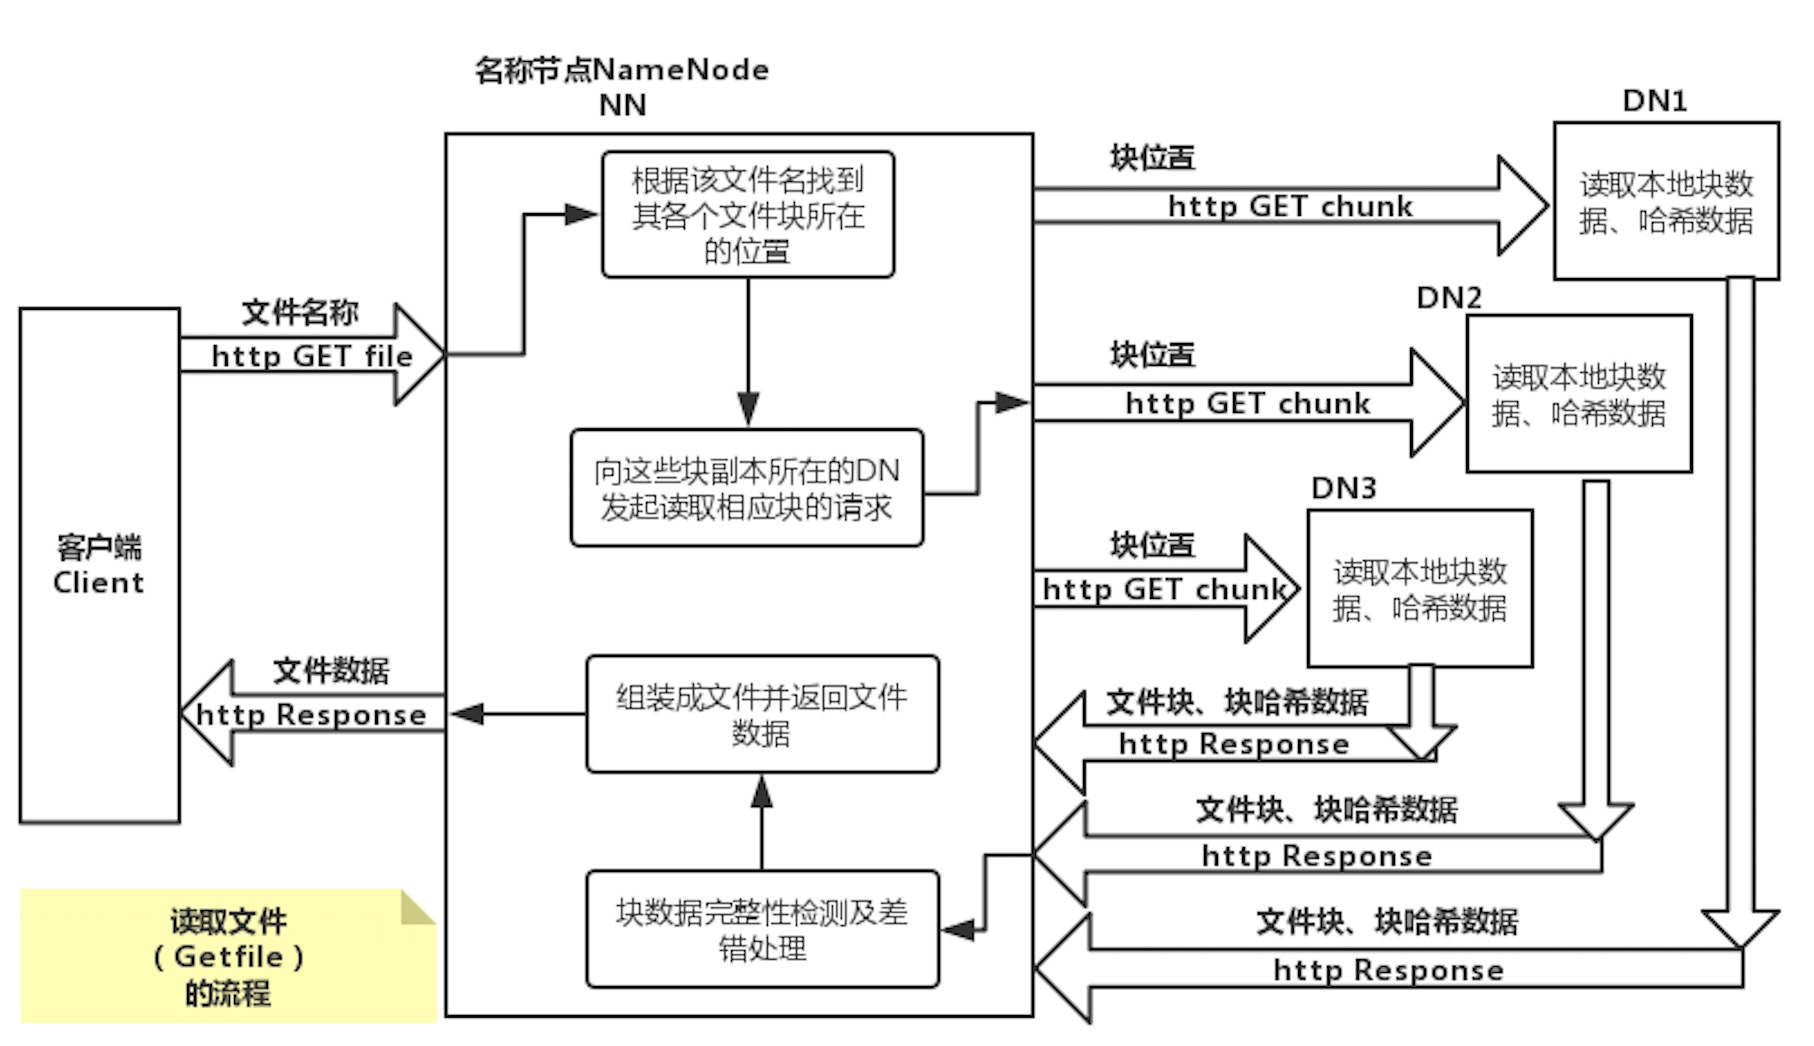 名称节点NameNode
NN
根据该文件名找到
其各个文件块所在
的位置
文件名称
http GET file
向这些块副本所在的DN
发起读取相应块的请求
客户端
Client
组装成文件并返回文件
数据
文件数据
http Response
块数据完整性检测及差
错处理
读取文件
(Getfile)
的流程
DN1
块位置
http GET chunk
读取本地块数
据、哈希数据
DN2
块位置
http GET chunk
读取本地块数
据、哈希数据
DN3
块位置
http GET chunk
读取本地块数
据、哈希数据
文件块、块哈希数据
http Response
文件块、块哈希数据
http Response
文件块、块哈希数据
http Response